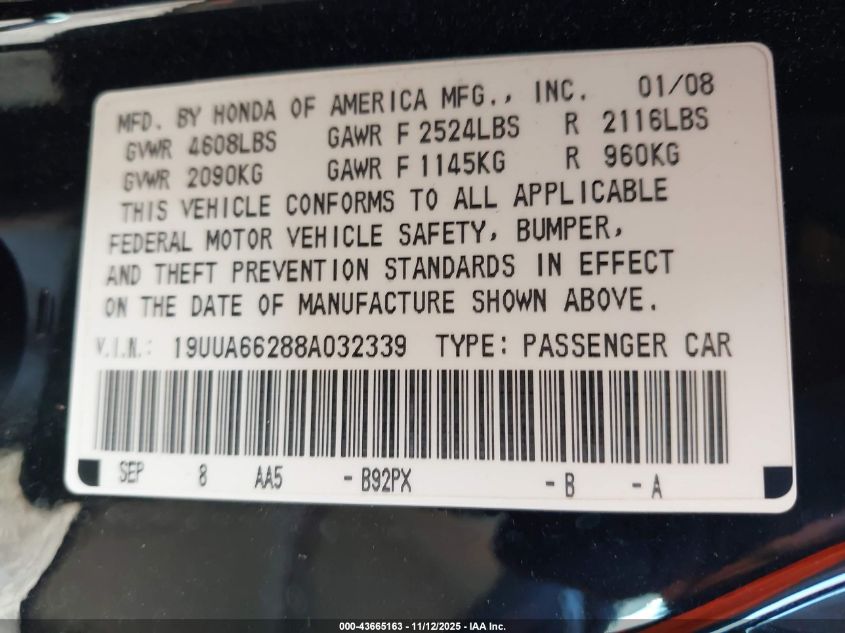 MFD. BY HONDA OF AMERICA MFG., INC. 01/08
GVWR 4608LBS GAWR F 2524LBS R 2116LBS
GVWR 2090KG GAWR F 1145KG R 960KG
THIS VEHICLE CONFORMS TO ALL APPLICABLE
FEDERAL MOTOR VEHICLE SAFETY, BUMPER,
AND THEFT PREVENTION STANDARDS IN EFFECT
ON THE DATE OF MANUFACTURE SHOWN ABOVE.
V.I.N.: 19UUA66288A032339 TYPE: PASSENGER CAR
SEP 8 AA5 - B92PX - B - A
000-43665163 - 11/12/2025 - IAA Inc.